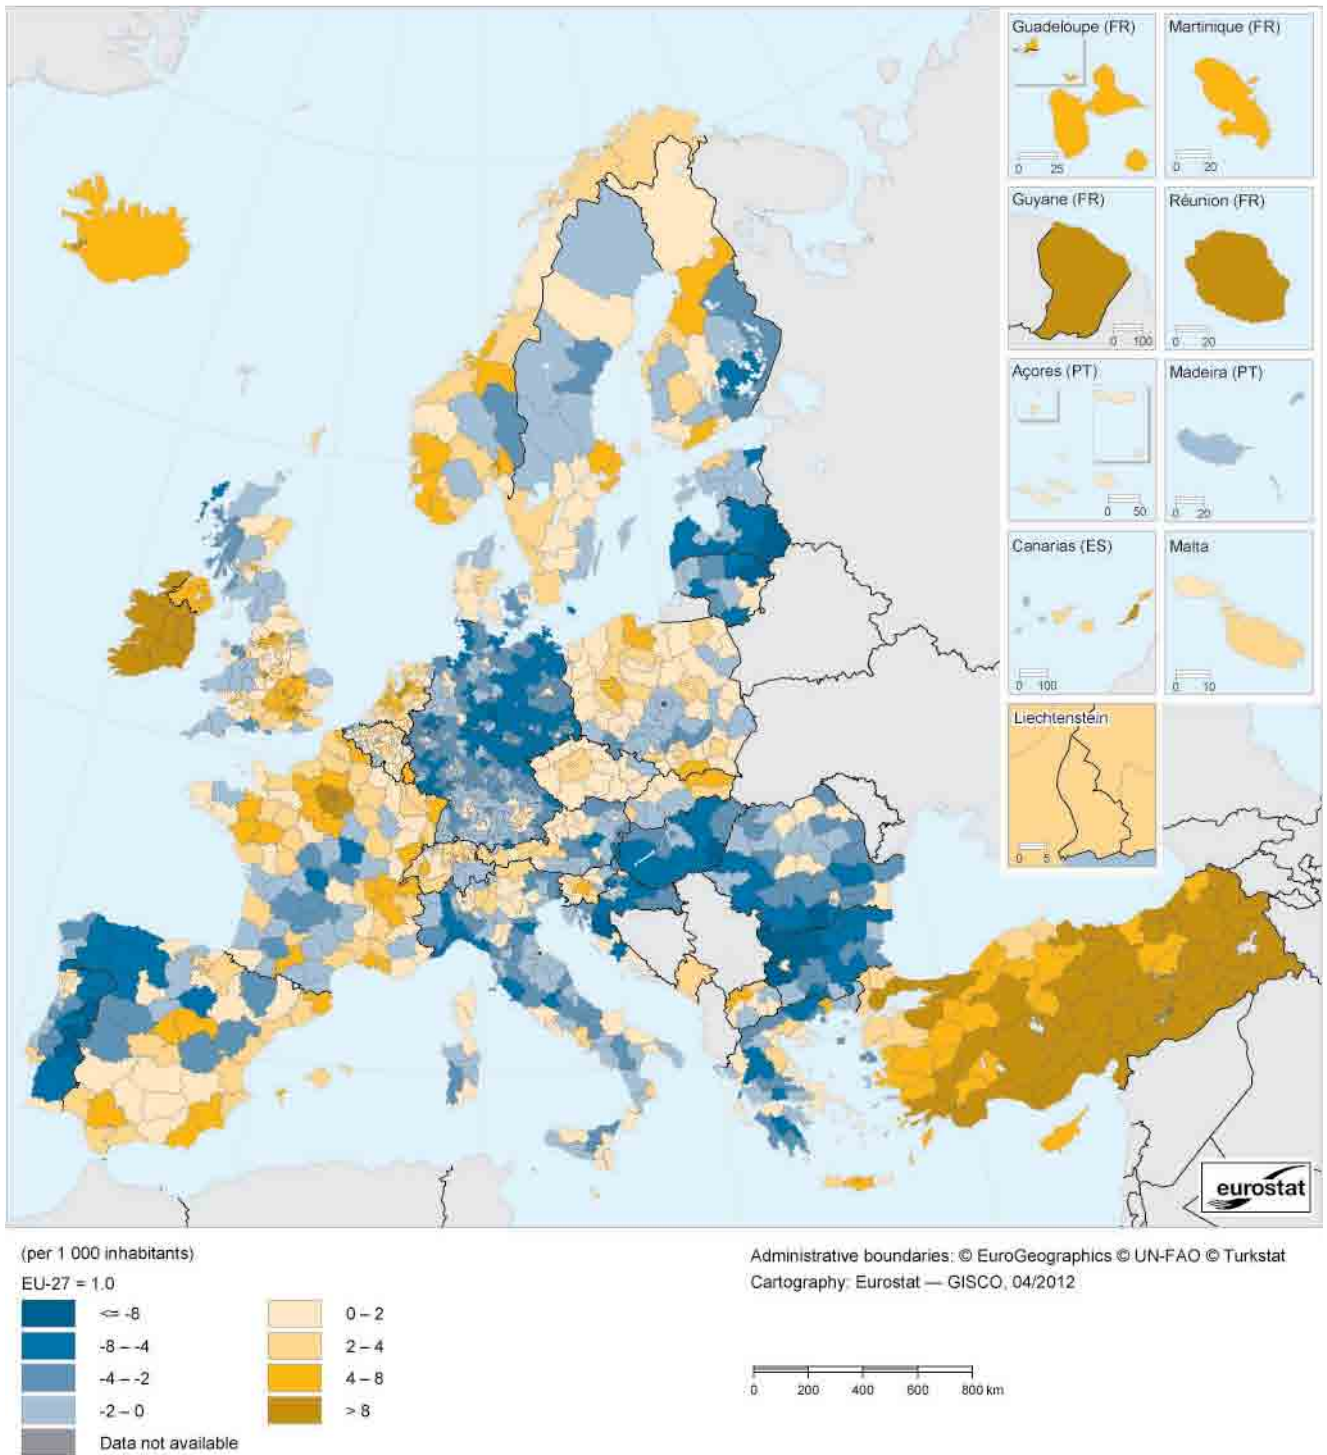 Guadeloupe (FR)
0 25
Martinique (FR)
0 20
Guyane (FR)
0 100
Réunion (FR)
0 20
Açores (PT)
0 50
Madeira (PT)
0 20
Canarias (ES)
0 100
Malta
0 10
Liechtenstein
0 5
eurostat
(per 1 000 inhabitants)
EU-27 = 1.0
<= -8
-8 – -4
-4 – -2
-2 – 0
Data not available
0 – 2
2 – 4
4 – 8
> 8
Administrative boundaries: © EuroGeographics © UN-FAO © Turkstat
Cartography: Eurostat — GISCO, 04/2012
0 200 400 600 800 km